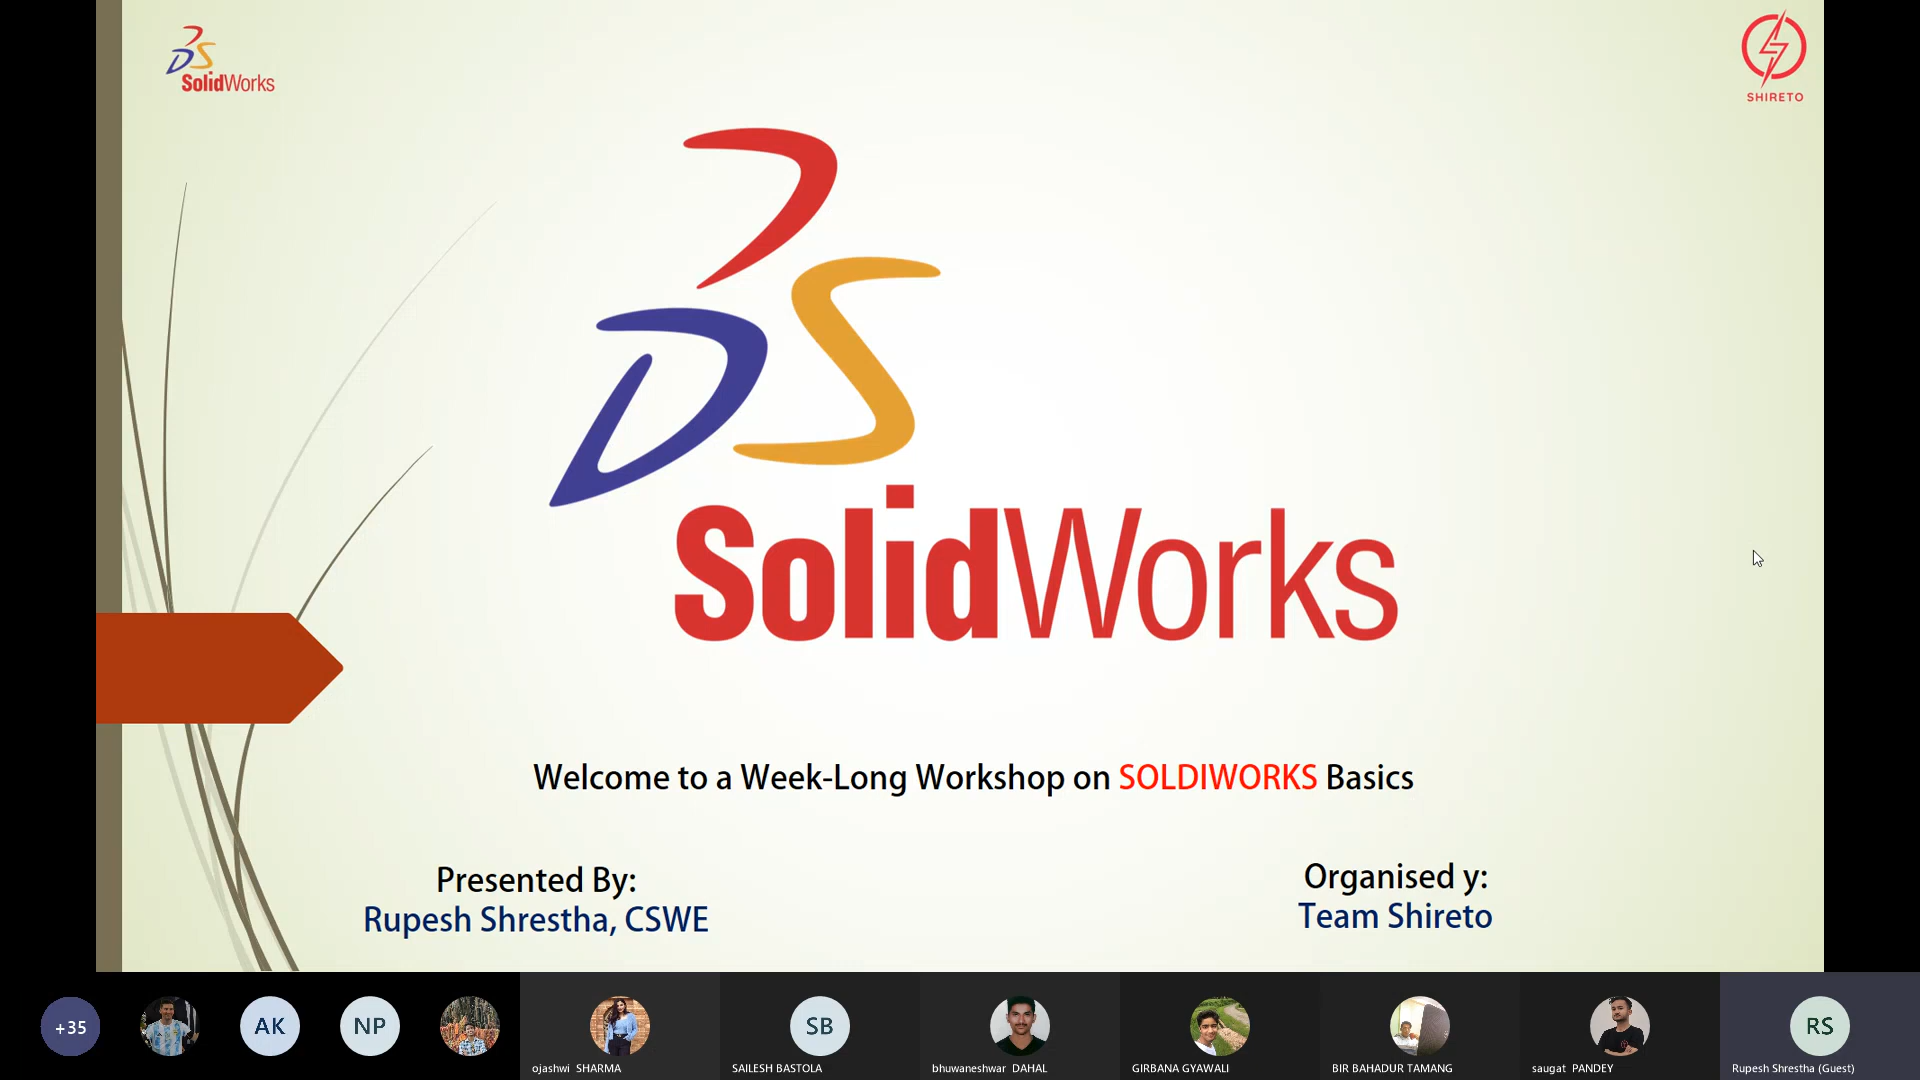 SolidWorks
SHIRETO
DS
SolidWorks
Welcome to a Week-Long Workshop on SOLDIWORKS Basics
Presented By:
Rupesh Shrestha, CSWE
Organised y:
Team Shireto
+35
AK
NP
ojashwi SHARMA
SB
SAILESH BASTOLA
bhuwaneshwar DAHAL
GIRBANA GYAWALI
BIR BAHADUR TAMANG
saugat PANDEY
RS
Rupesh Shrestha (Guest)